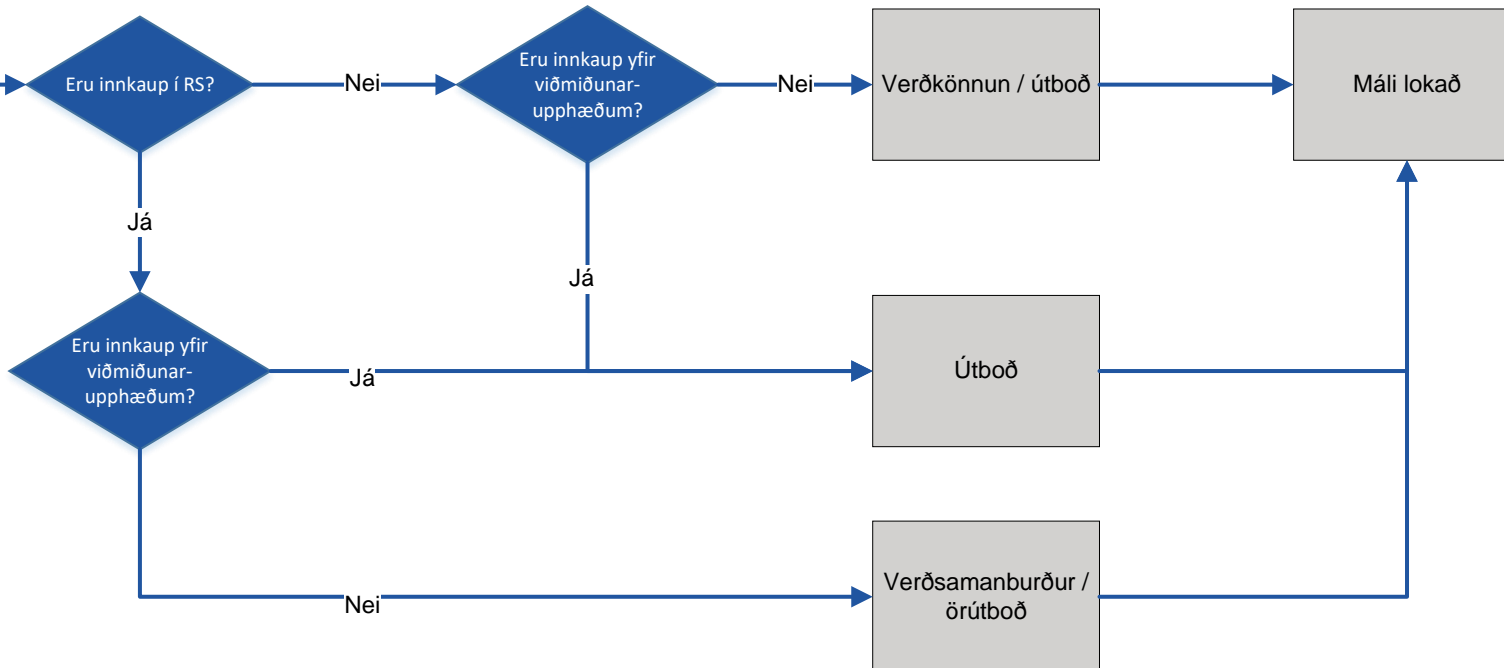 Eru innkaup í RS?
Nei
Eru innkaup yfir
viðmiðunar-
upphæðum?
Nei
Verðkönnun / útboð
Máli lokað
Já
Já
Eru innkaup yfir
viðmiðunar-
upphæðum?
Já
Útboð
Nei
Verðsamanburður /
örútboð